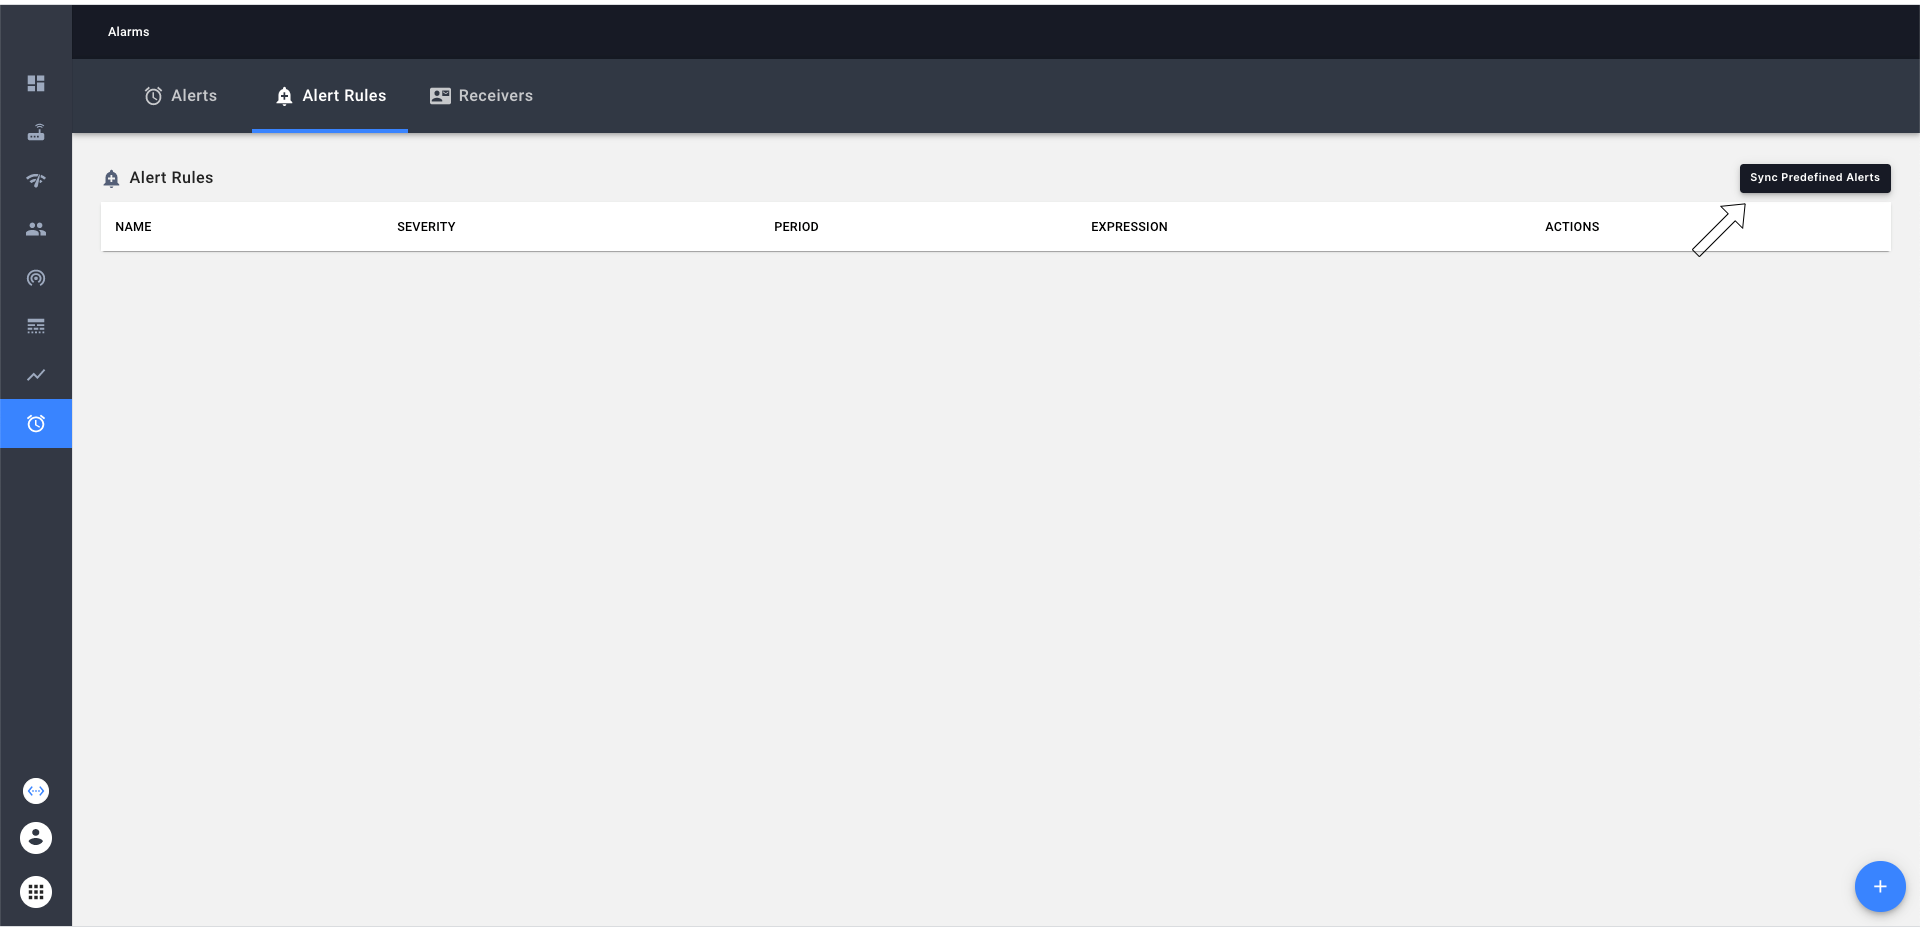 Alarms
Alerts
Alert Rules
Receivers
Alert Rules
Sync Predefined Alerts
NAME
SEVERITY
PERIOD
EXPRESSION
ACTIONS